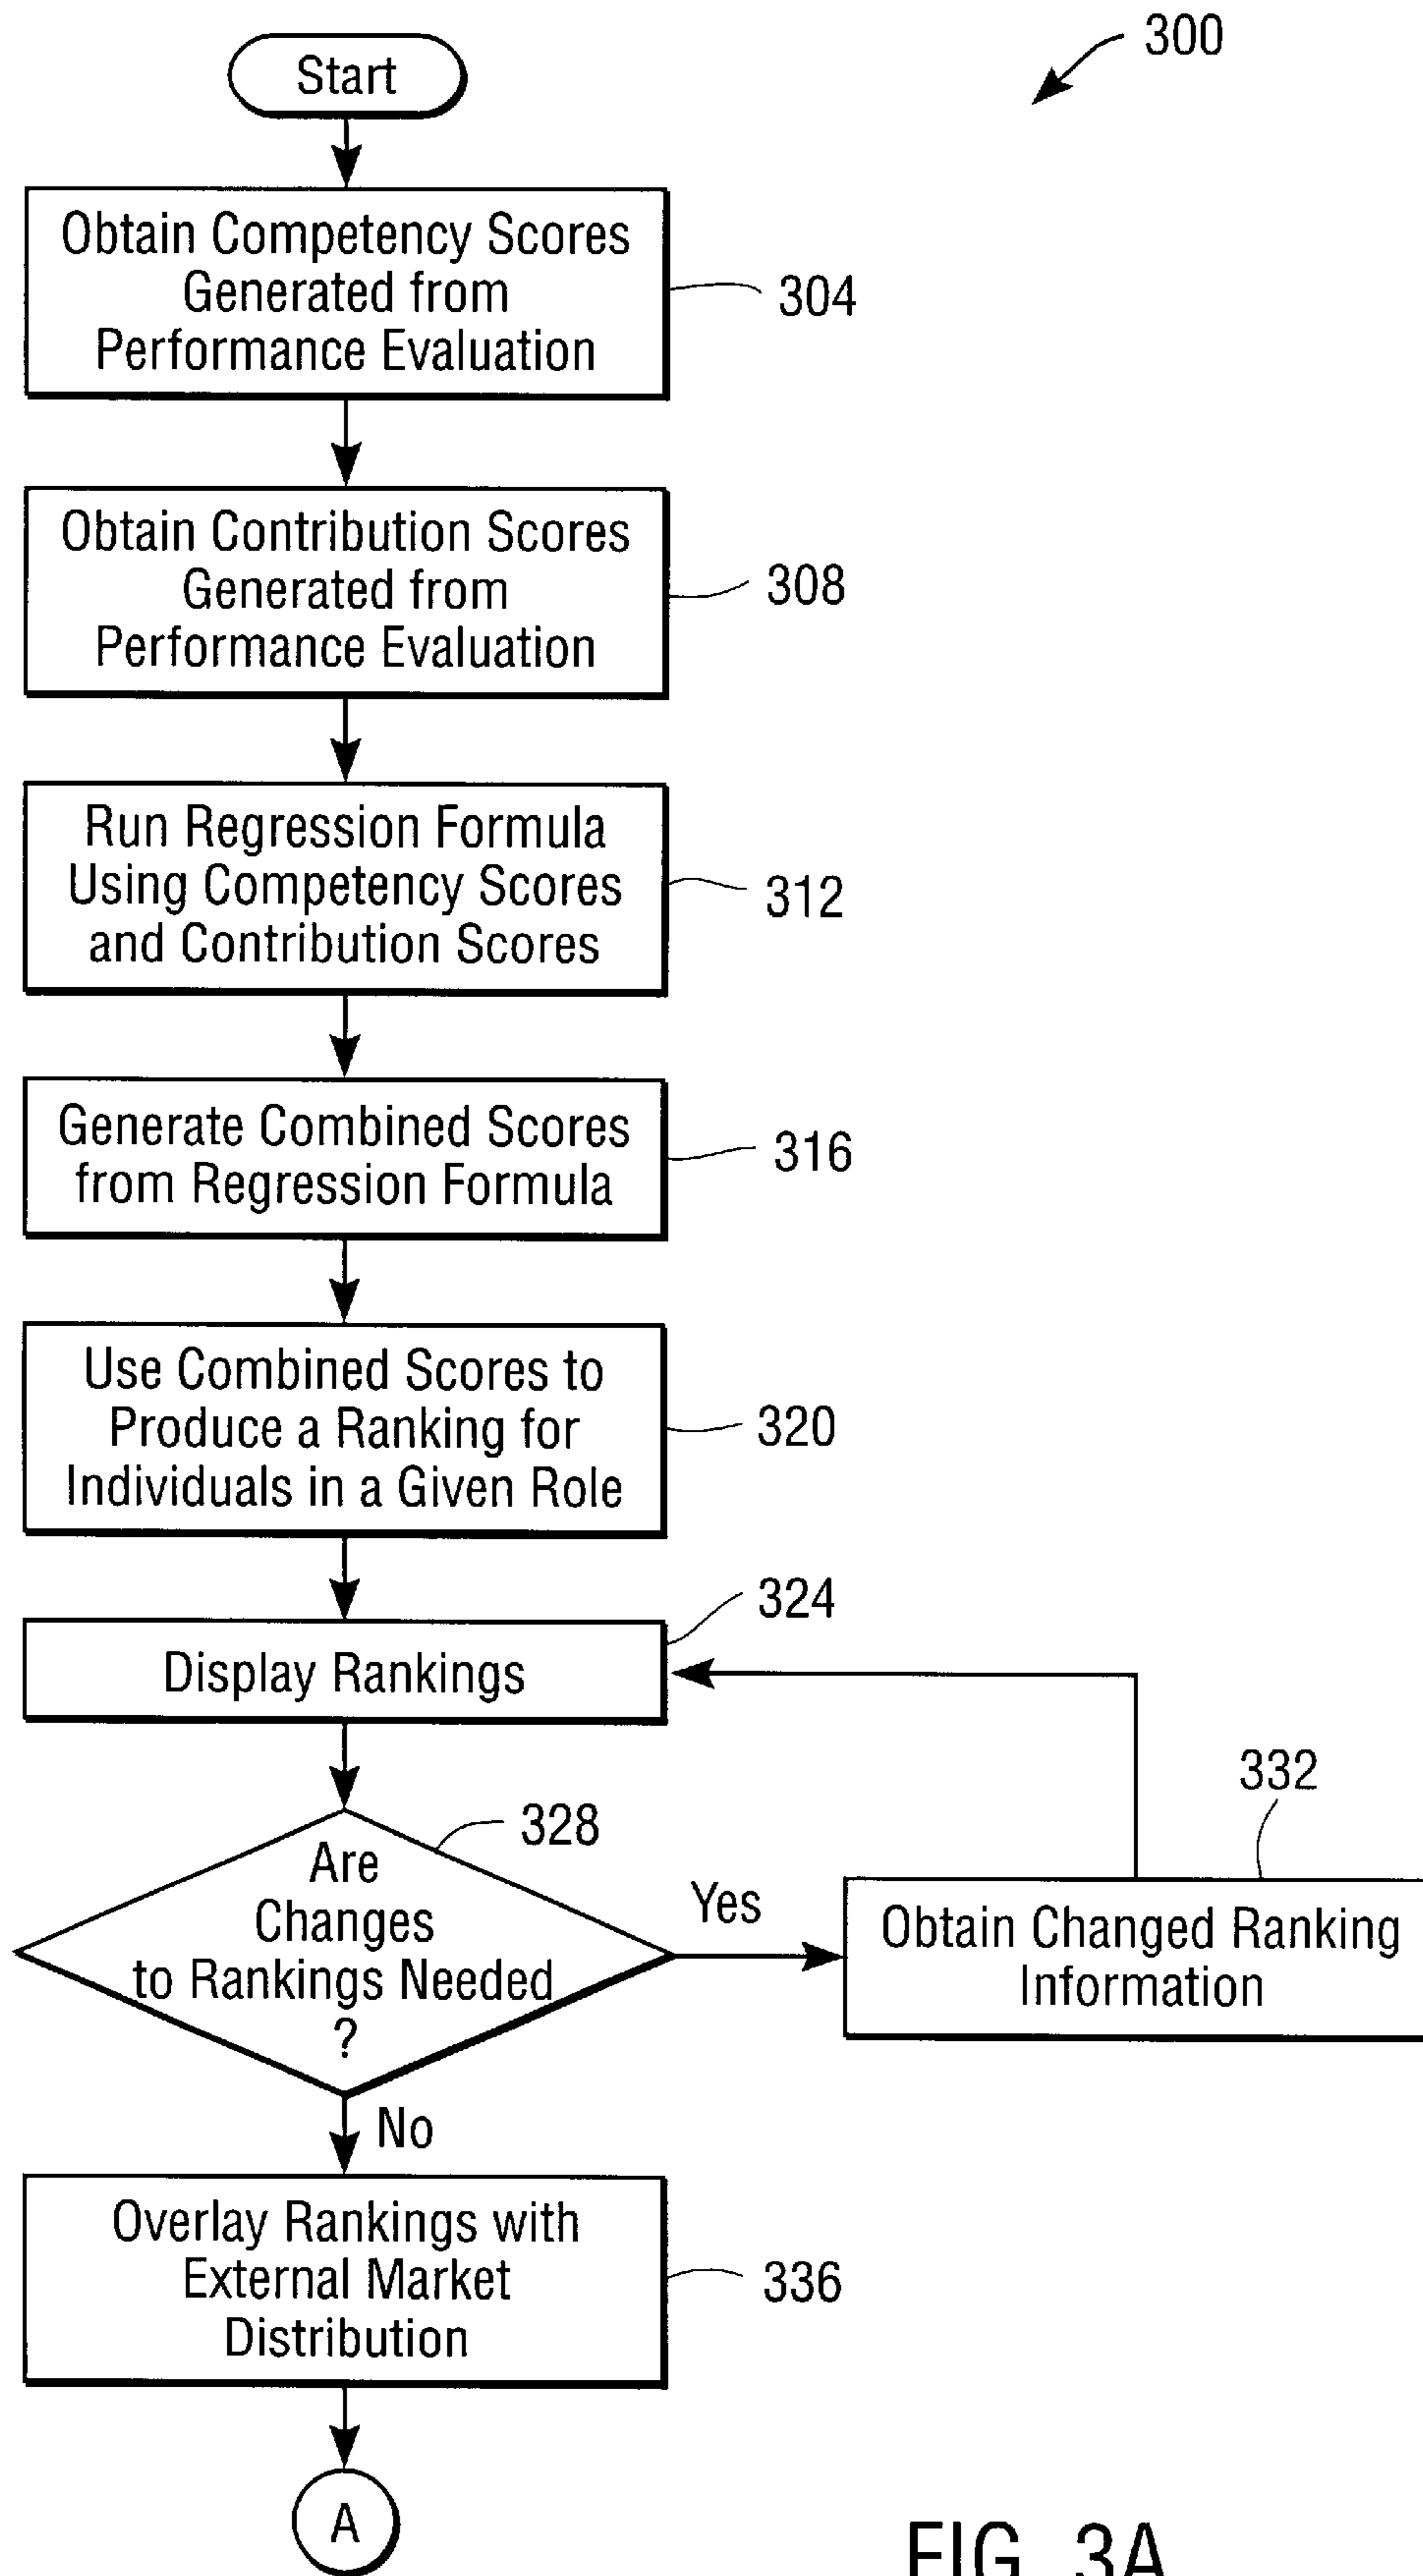 300
Start
Obtain Competency Scores
Generated from
Performance Evaluation
304
Obtain Contribution Scores
Generated from
Performance Evaluation
308
Run Regression Formula
Using Competency Scores
and Contribution Scores
312
Generate Combined Scores
from Regression Formula
316
Use Combined Scores to
Produce a Ranking for
Individuals in a Given Role
320
324
Display Rankings
328
Are
Changes
to Rankings Needed
?
Yes
332
Obtain Changed Ranking
Information
No
Overlay Rankings with
External Market
Distribution
336
A
FIG. 3A